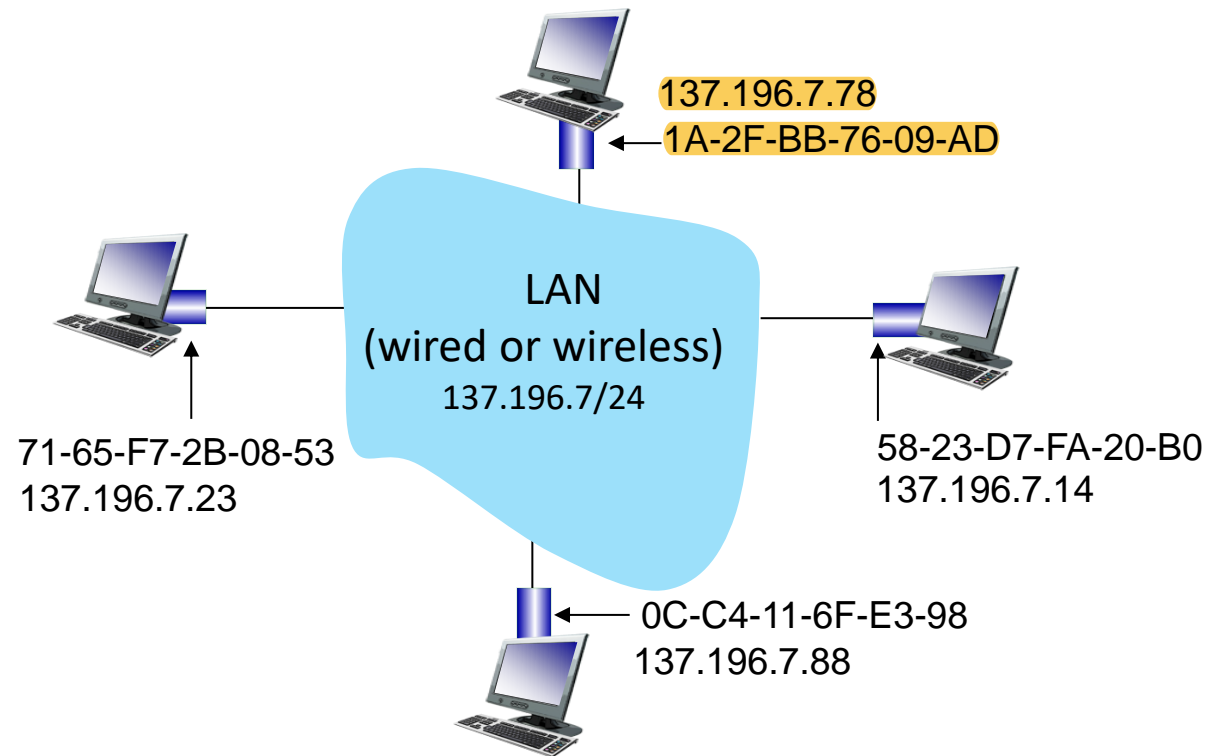 137.196.7.78
1A-2F-BB-76-09-AD
LAN
(wired or wireless)
137.196.7/24
71-65-F7-2B-08-53
137.196.7.23
58-23-D7-FA-20-B0
137.196.7.14
0C-C4-11-6F-E3-98
137.196.7.88